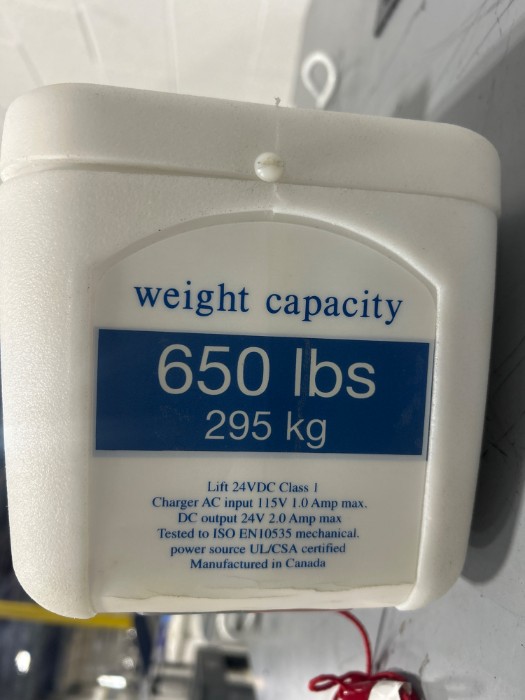 weight capacity
650 lbs
295 kg
Lift 24VDC Class 1
Charger AC input 115V 1.0 Amp max.
DC output 24V 2.0 Amp max
Tested to ISO EN10535 mechanical.
power source UL/CSA certified
Manufactured in Canada